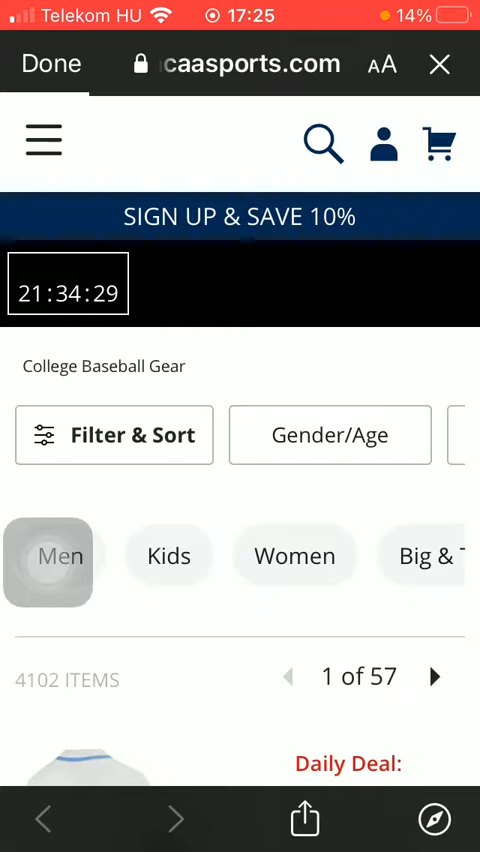 Telekom HU 17:25 14%
Done caasports.com AA
SIGN UP & SAVE 10%
21:34:29
College Baseball Gear
Filter & Sort Gender/Age
Men Kids Women Big &
4102 ITEMS 1 of 57
Daily Deal: